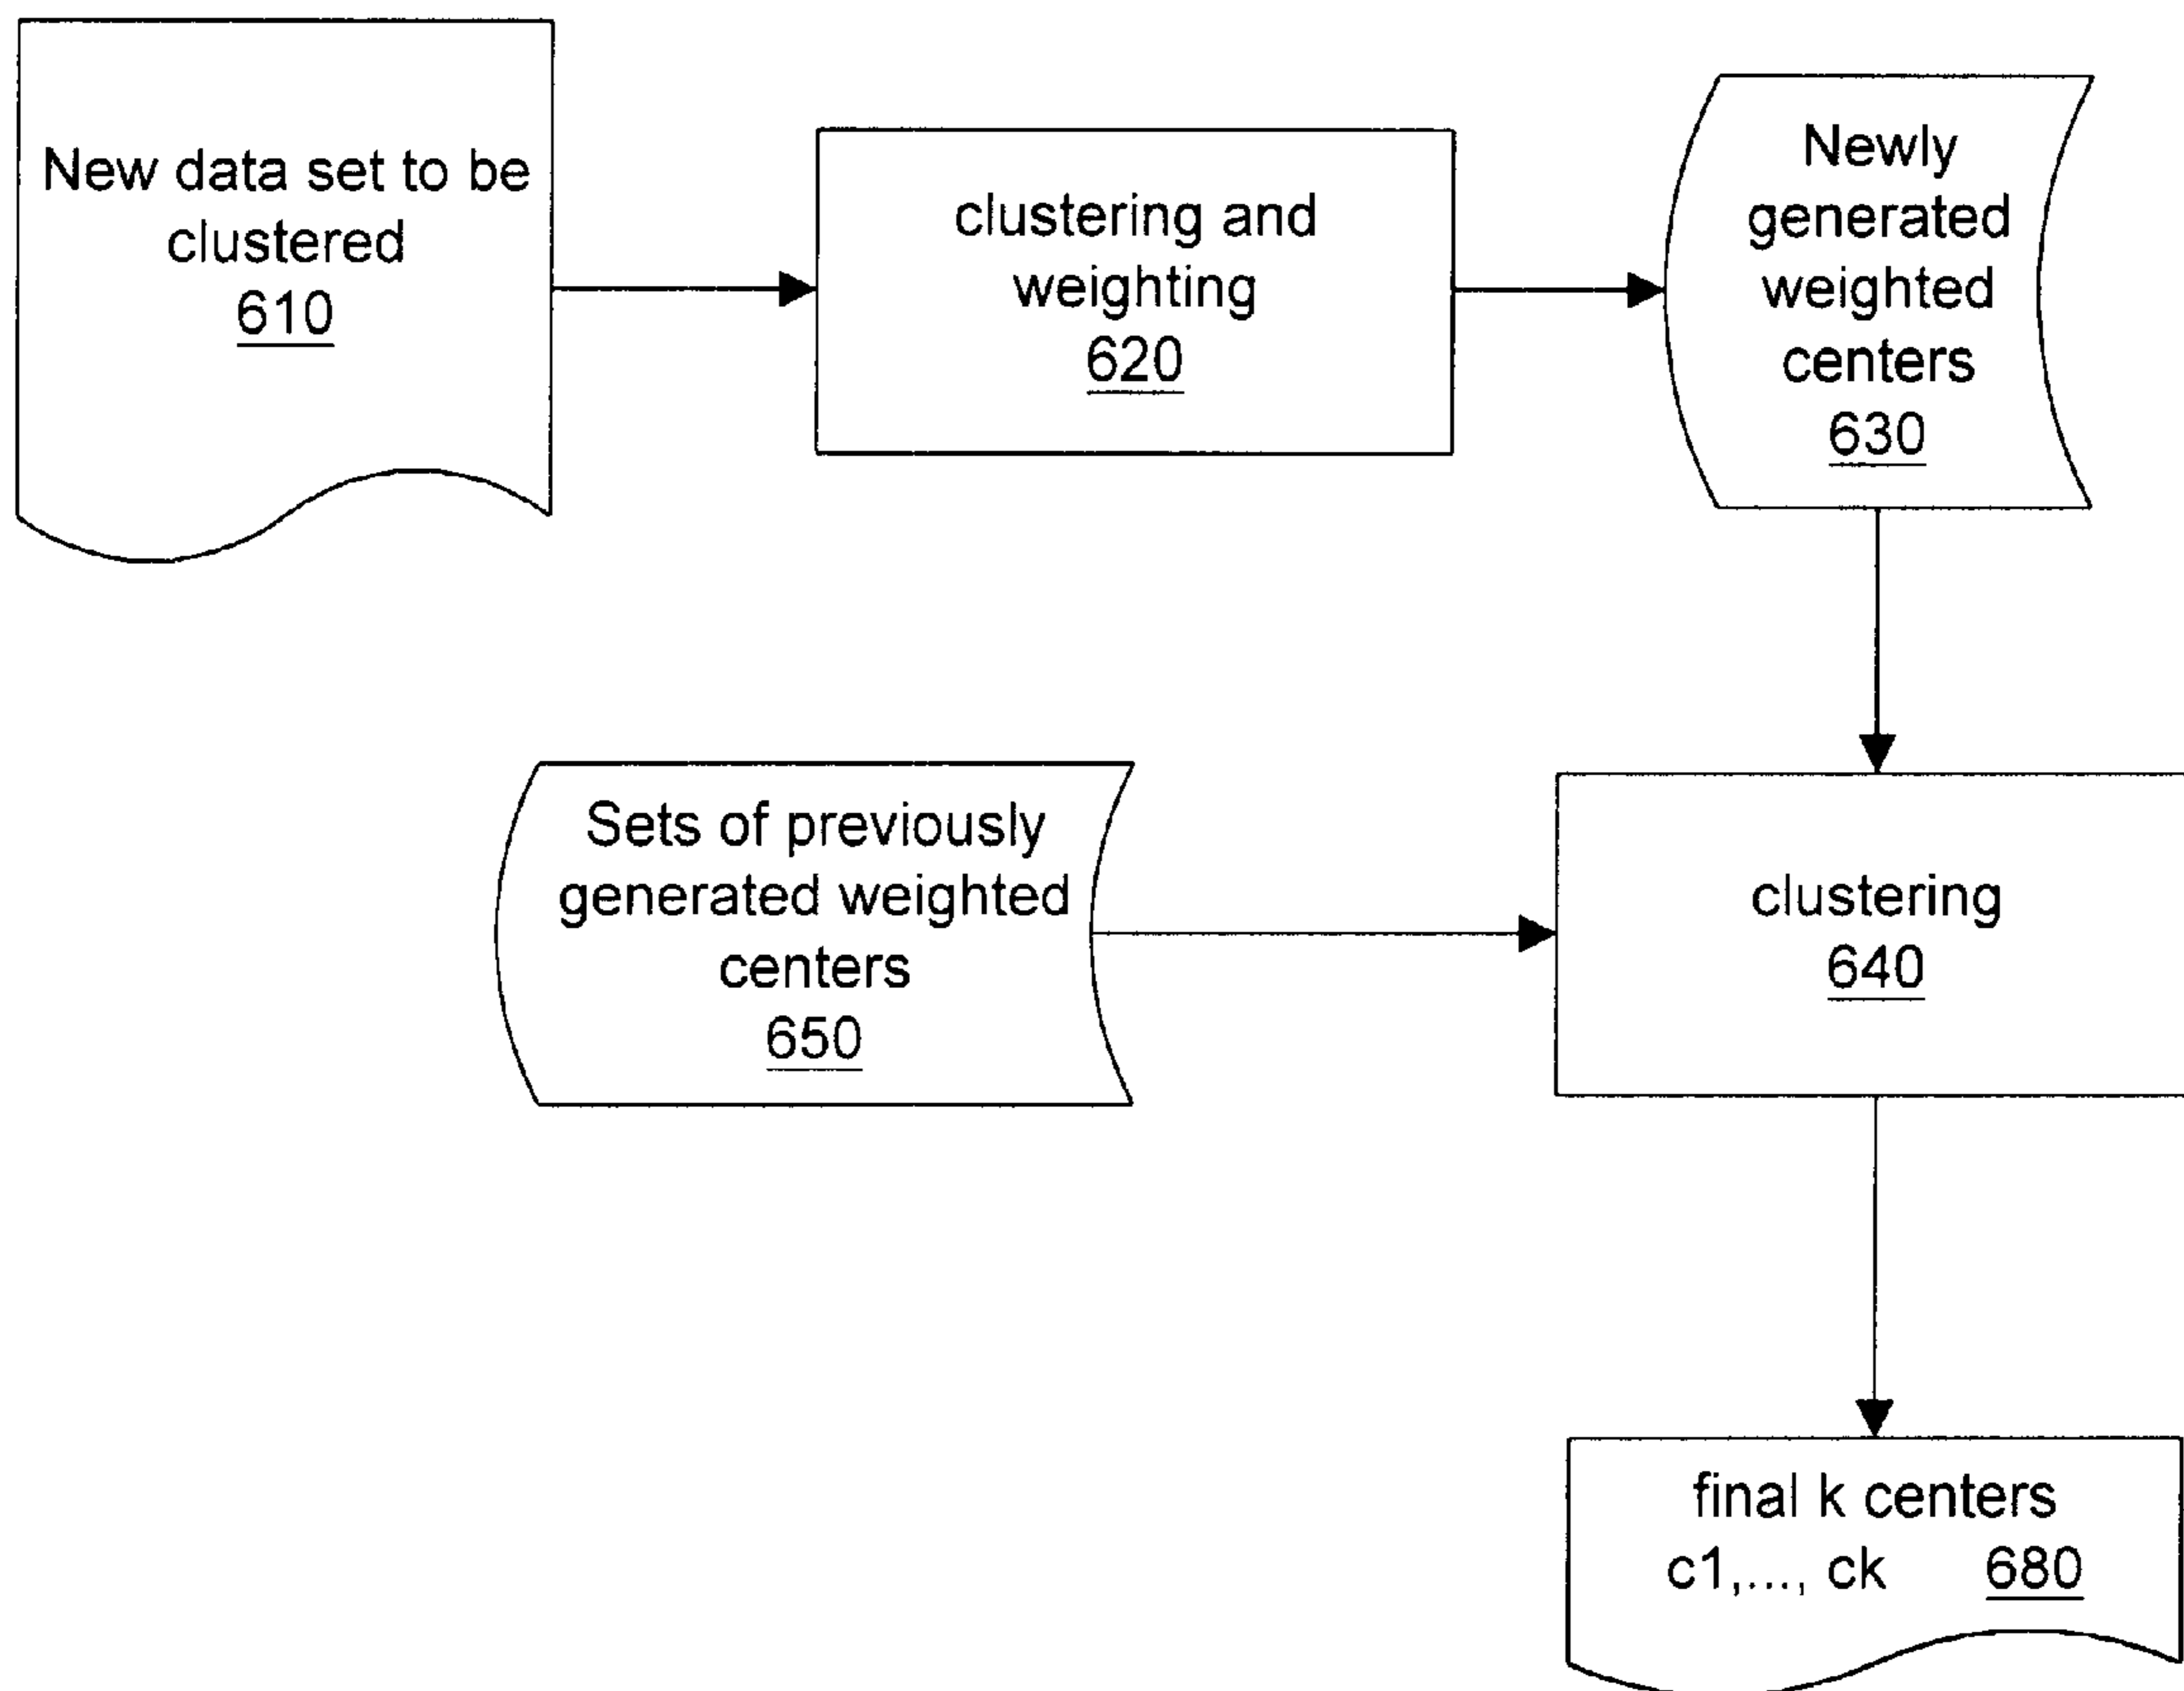 New data set to be
clustered
610
clustering and
weighting
620
Newly
generated
weighted
centers
630
Sets of previously
generated weighted
centers
650
clustering
640
final k centers
c1,..., ck 680